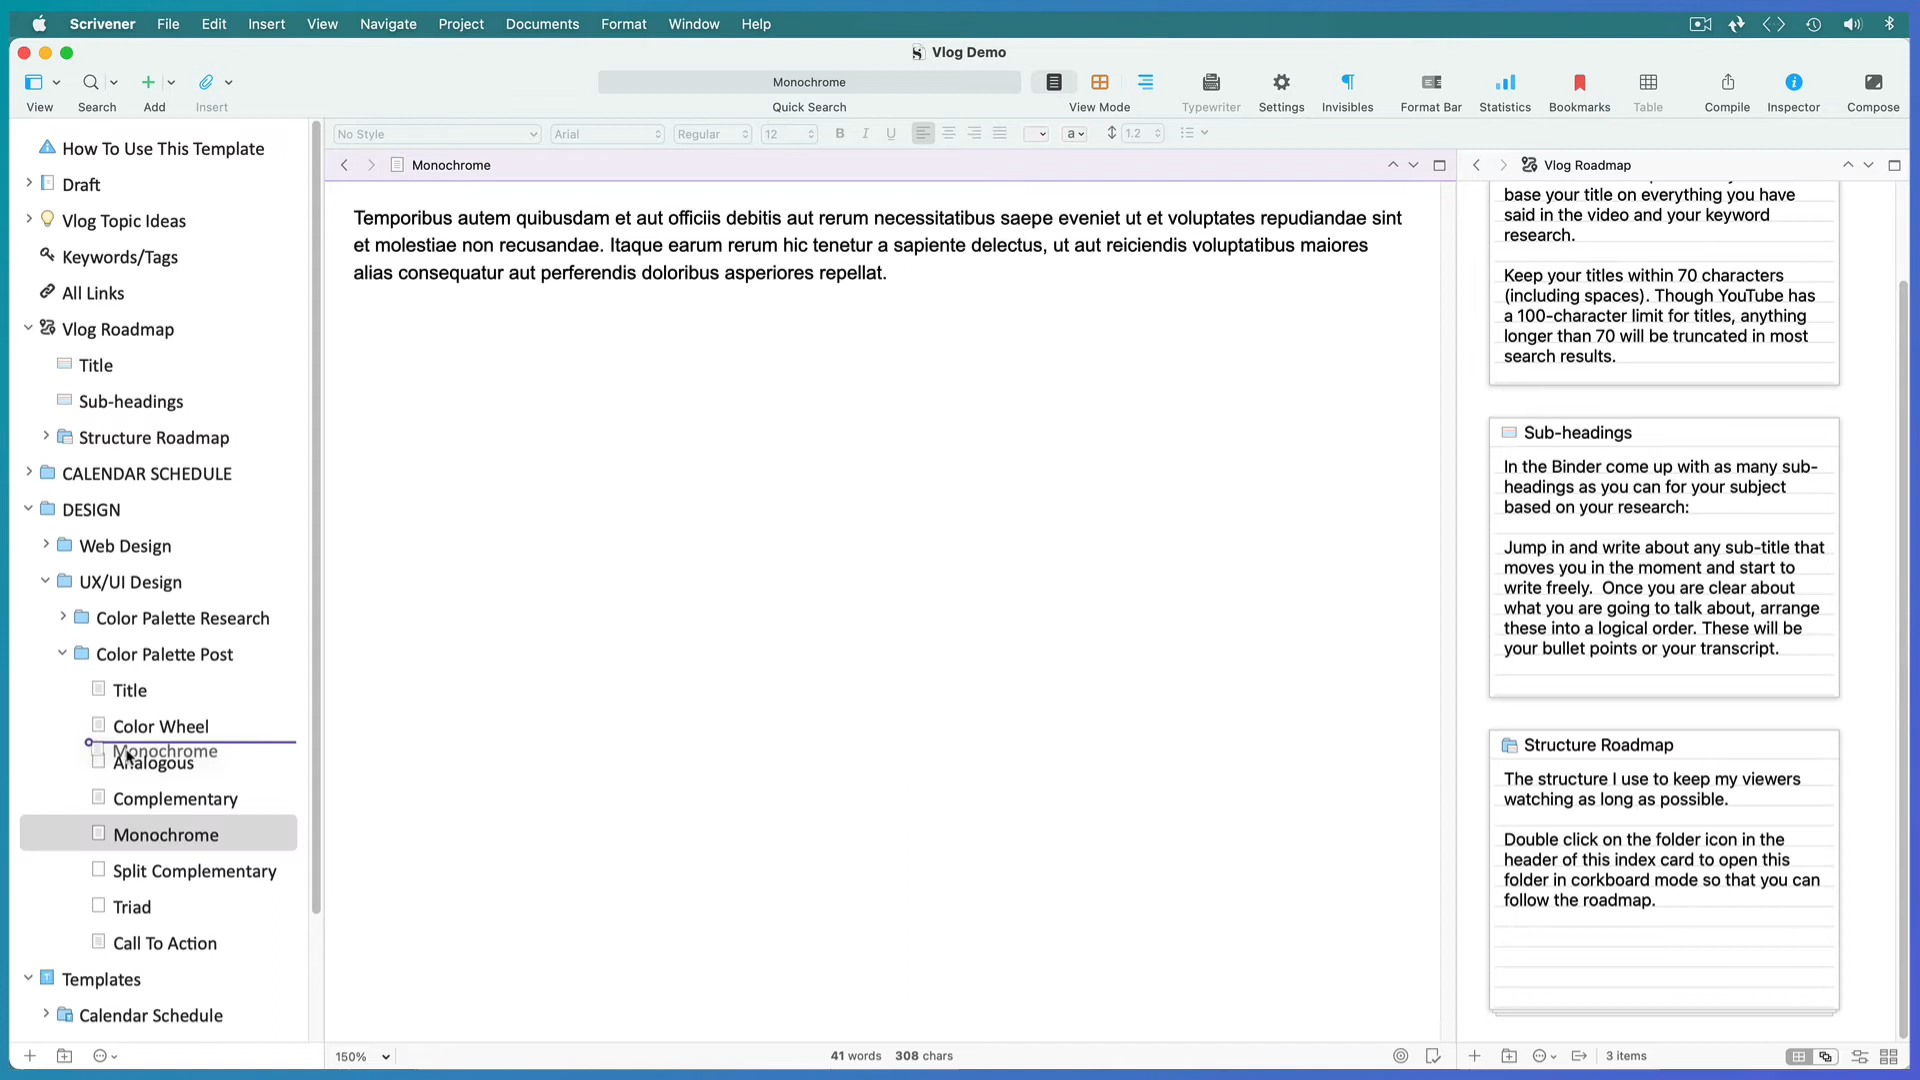 Scrivener File Edit Insert View Navigate Project Documents Format Window Help
Vlog Demo
Monochrome
View Search Add Insert Quick Search View Mode Typewriter Settings Invisibles Format Bar Statistics Bookmarks Table Compile Inspector Compose
No Style Arial Regular 12 B I U a 1.2
How To Use This Template
Draft
Vlog Topic Ideas
Keywords/Tags
All Links
Vlog Roadmap
Title
Sub-headings
Structure Roadmap
CALENDAR SCHEDULE
DESIGN
Web Design
UX/UI Design
Color Palette Research
Color Palette Post
Title
Color Wheel
Monochrome
Analogous
Complementary
Monochrome
Split Complementary
Triad
Call To Action
Templates
Calendar Schedule
Monochrome
Temporibus autem quibusdam et aut officiis debitis aut rerum necessitatibus saepe eveniet ut et voluptates repudiandae sint
et molestiae non recusandae. Itaque earum rerum hic tenetur a sapiente delectus, ut aut reiciendis voluptatibus maiores
alias consequatur aut perferendis doloribus asperiores repellat.
150%
41 words 308 chars
Vlog Roadmap
base your title on everything you have
said in the video and your keyword
research.
Keep your titles within 70 characters
(including spaces). Though YouTube has
a 100-character limit for titles, anything
longer than 70 will be truncated in most
search results.
Sub-headings
In the Binder come up with as many sub-
headings as you can for your subject
based on your research:
Jump in and write about any sub-title that
moves you in the moment and start to
write freely. Once you are clear about
what you are going to talk about, arrange
these into a logical order. These will be
your bullet points or your transcript.
Structure Roadmap
The structure I use to keep my viewers
watching as long as possible.
Double click on the folder icon in the
header of this index card to open this
folder in corkboard mode so that you can
follow the roadmap.
3 items